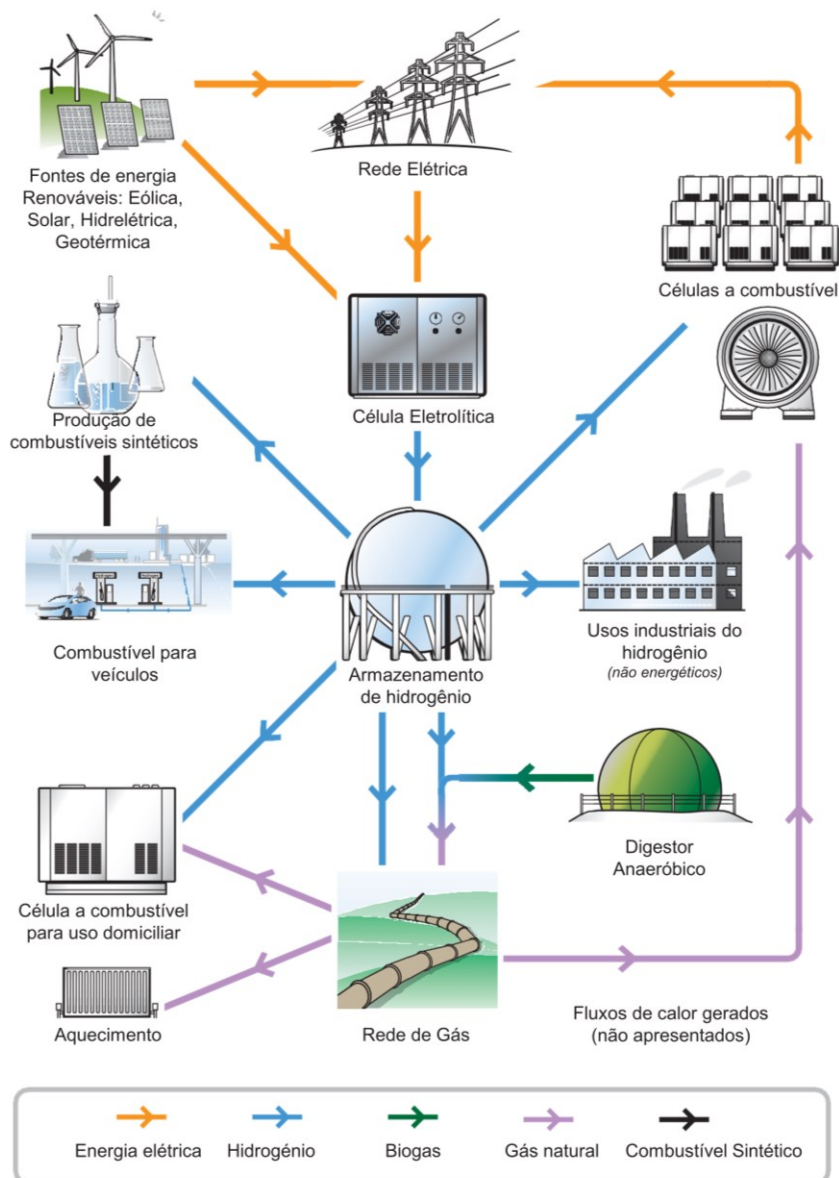 Fontes de energia
Renováveis: Eólica,
Solar, Hidrelétrica,
Geotérmica
Rede Elétrica
Células a combustível
Produção de
combustíveis sintéticos
Célula Eletrolítica
Combustível para
veículos
Armazenamento
de hidrogênio
Usos industriais do
hidrogênio
(não energéticos)
Digestor
Anaeróbico
Célula a combustível
para uso domiciliar
Aquecimento
Rede de Gás
Fluxos de calor gerados
(não apresentados)
Energia elétrica
Hidrogénio
Biogas
Gás natural
Combustível Sintético